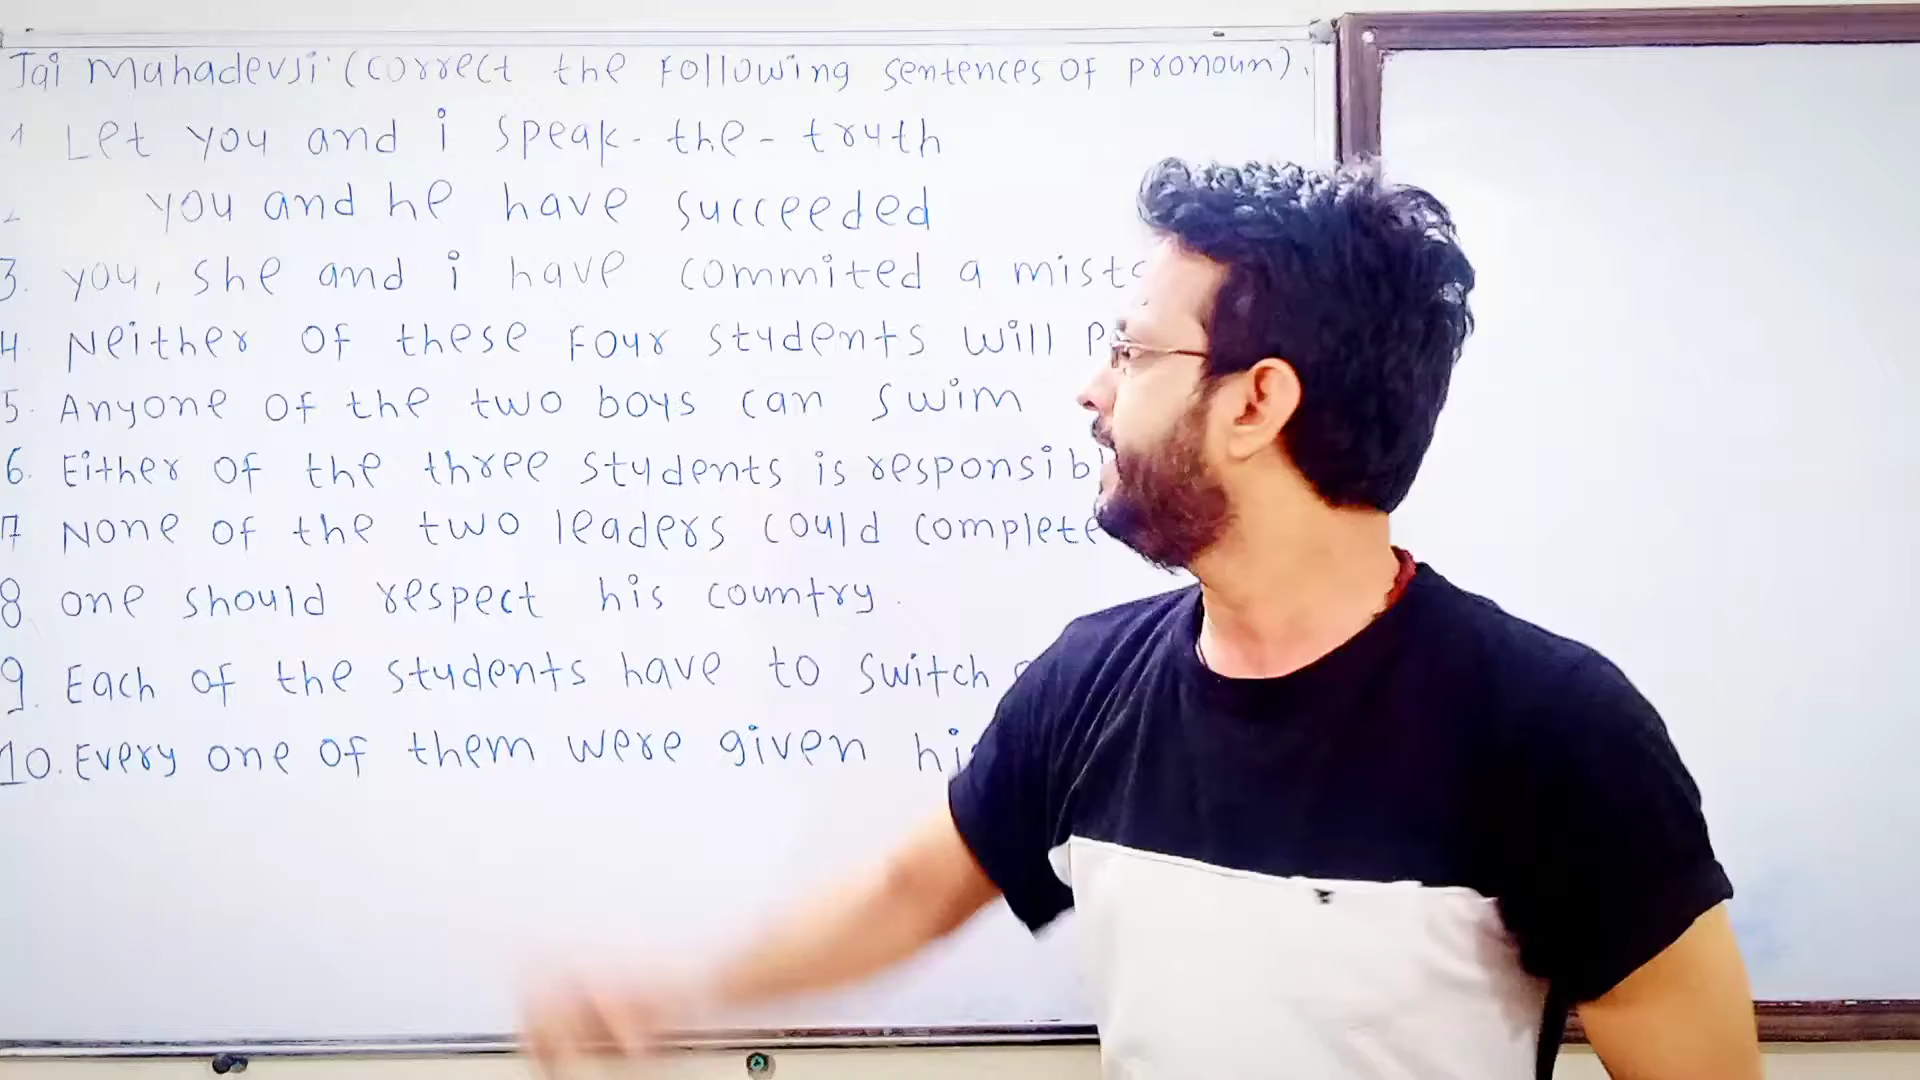 Jai Mahadevji (correct the following sentences of pronoun).
1 Let you and i speak-the-truth
2 you and he have succeeded
3. you, she and i have commited a
4. Neither of these four students will
5. Anyone of the two boys can swim
6. Either of the three students is
7 None of the two leaders could complete
8 one should respect his country.
9. Each of the students have to switch
10. Every one of them were given